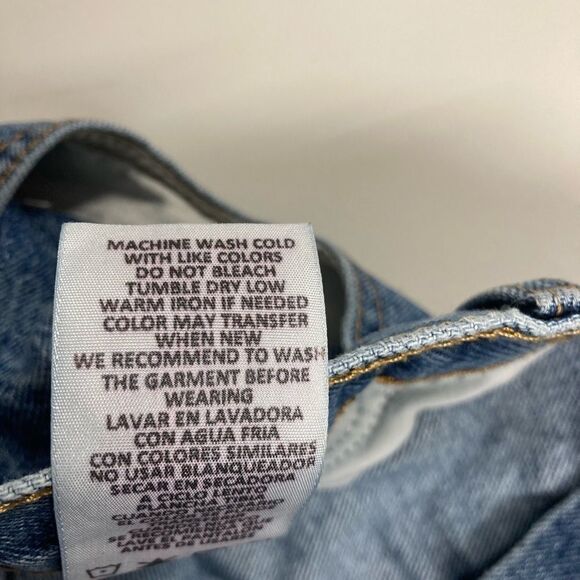 MACHINE WASH COLD
WITH LIKE COLORS
DO NOT BLEACH
TUMBLE DRY LOW
WARM IRON IF NEEDED
COLOR MAY TRANSFER
WHEN NEW
WE RECOMMEND TO WASH
THE GARMENT BEFORE
WEARING
LAVAR EN LAVADORA
CON AGUA FRIA
CON COLORES SIMILARES
NO USAR BLANQUEADOR
SECAR EN SECADORA
A CICLO LENTO